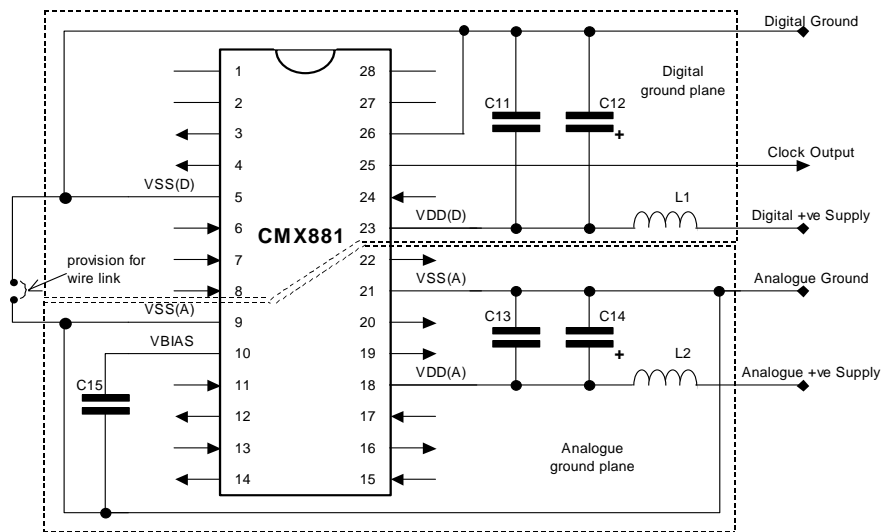 Digital Ground
Digital
ground plane
C11
C12
+
Clock Output
VSS(D)
VDD(D)
L1
Digital +ve Supply
CMX881
1
2
3
4
5
6
7
8
9
10
11
12
13
14
28
27
26
25
24
23
22
21
20
19
18
17
16
15
provision for
wire link
VSS(A)
VBIAS
C15
VSS(A)
Analogue Ground
C13
C14
+
L2
VDD(A)
Analogue +ve Supply
Analogue
ground plane